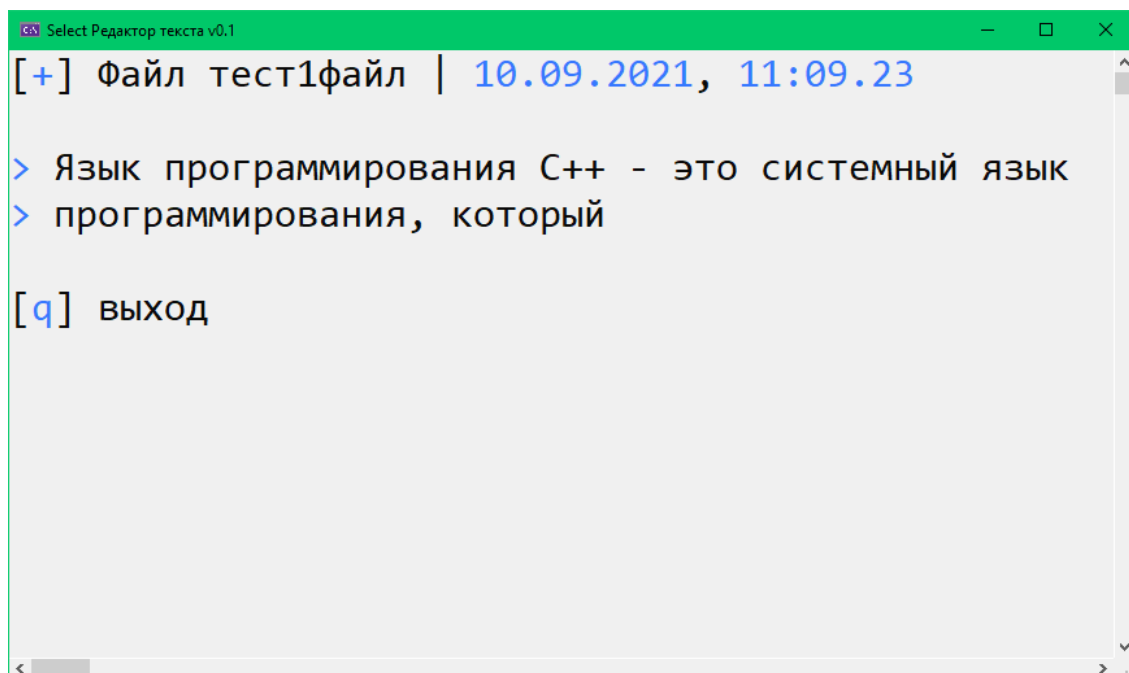 Select Редактор текста v0.1
[+] Файл тест1файл | 10.09.2021, 11:09.23
> Язык программирования C++ - это системный язык
> программирования, который
[q] выход